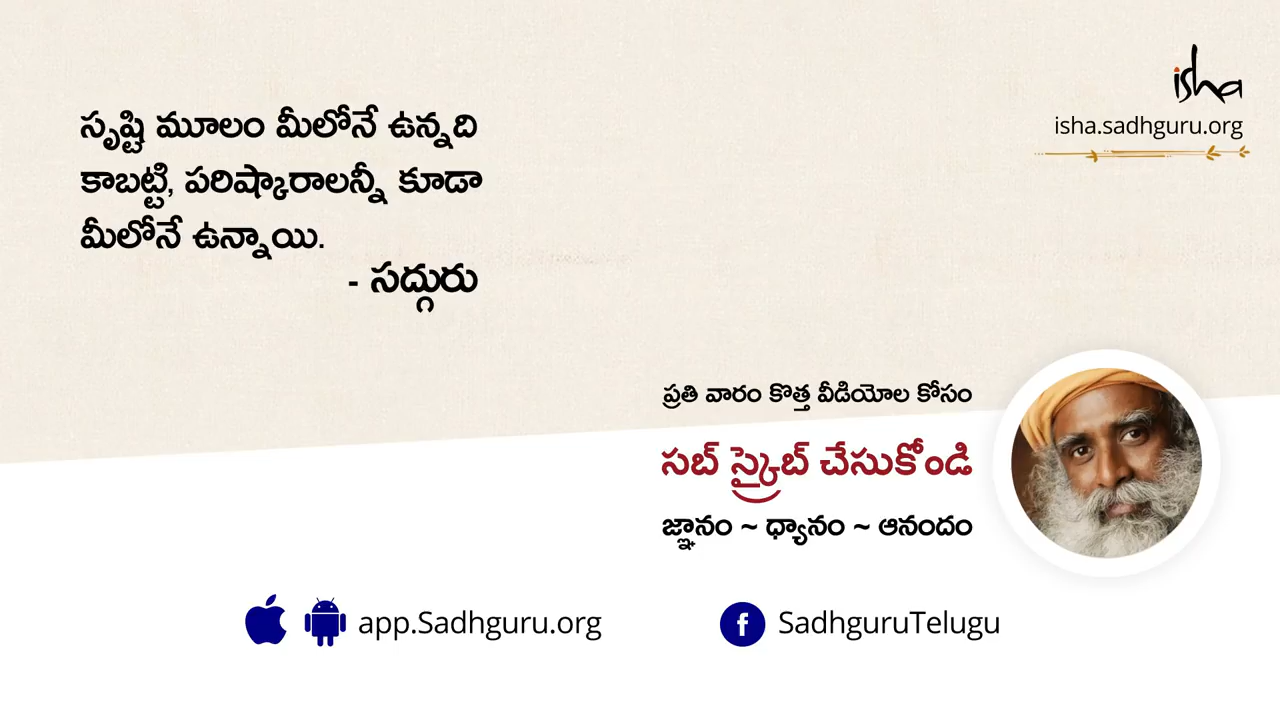 isha
isha.sadhguru.org
సృష్టి మూలం మీలోనే ఉన్నది
కాబట్టి, పరిష్కారాలన్నీ కూడా
మీలోనే ఉన్నాయి.
- సద్గురు
ప్రతి వారం కొత్త వీడియోల కోసం
సబ్ స్క్రైబ్ చేసుకోండి
జ్ఞానం ~ ధ్యానం ~ ఆనందం
app.Sadhguru.org
SadhguruTelugu